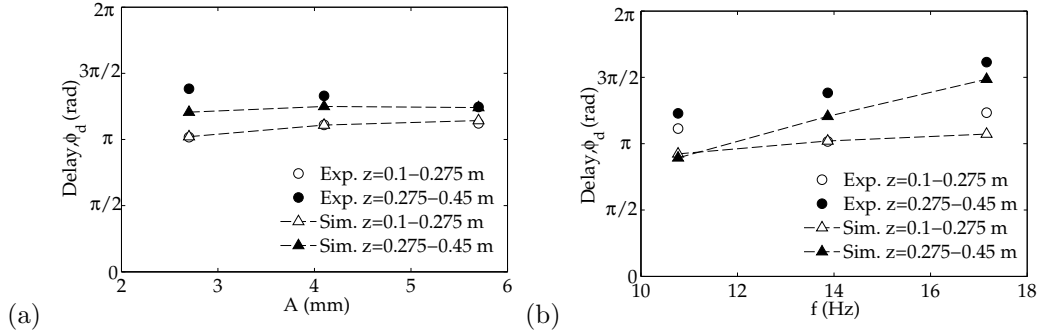 2π
3π/2
π
π/2
0
Delay,ϕd (rad)
Exp. z=0.1−0.275 m
Exp. z=0.275−0.45 m
Sim. z=0.1−0.275 m
Sim. z=0.275−0.45 m
2 3 4 5 6
A (mm)
(a)
2π
3π/2
π
π/2
0
Delay,ϕd (rad)
Exp. z=0.1−0.275 m
Exp. z=0.275−0.45 m
Sim. z=0.1−0.275 m
Sim. z=0.275−0.45 m
10 12 14 16 18
f (Hz)
(b)